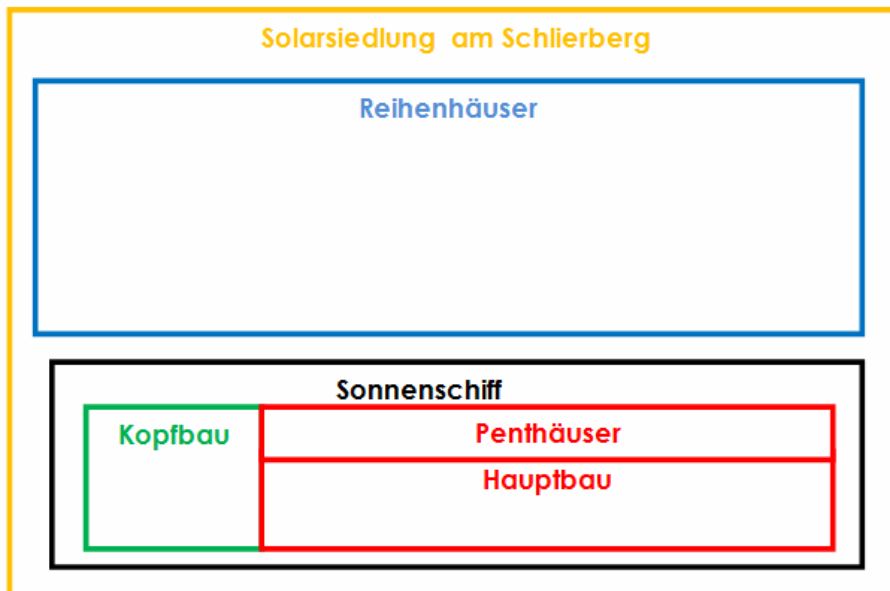 Solarsiedlung am Schlierberg
Reihenhäuser
Sonnenschiff
Kopfbau
Penthäuser
Hauptbau